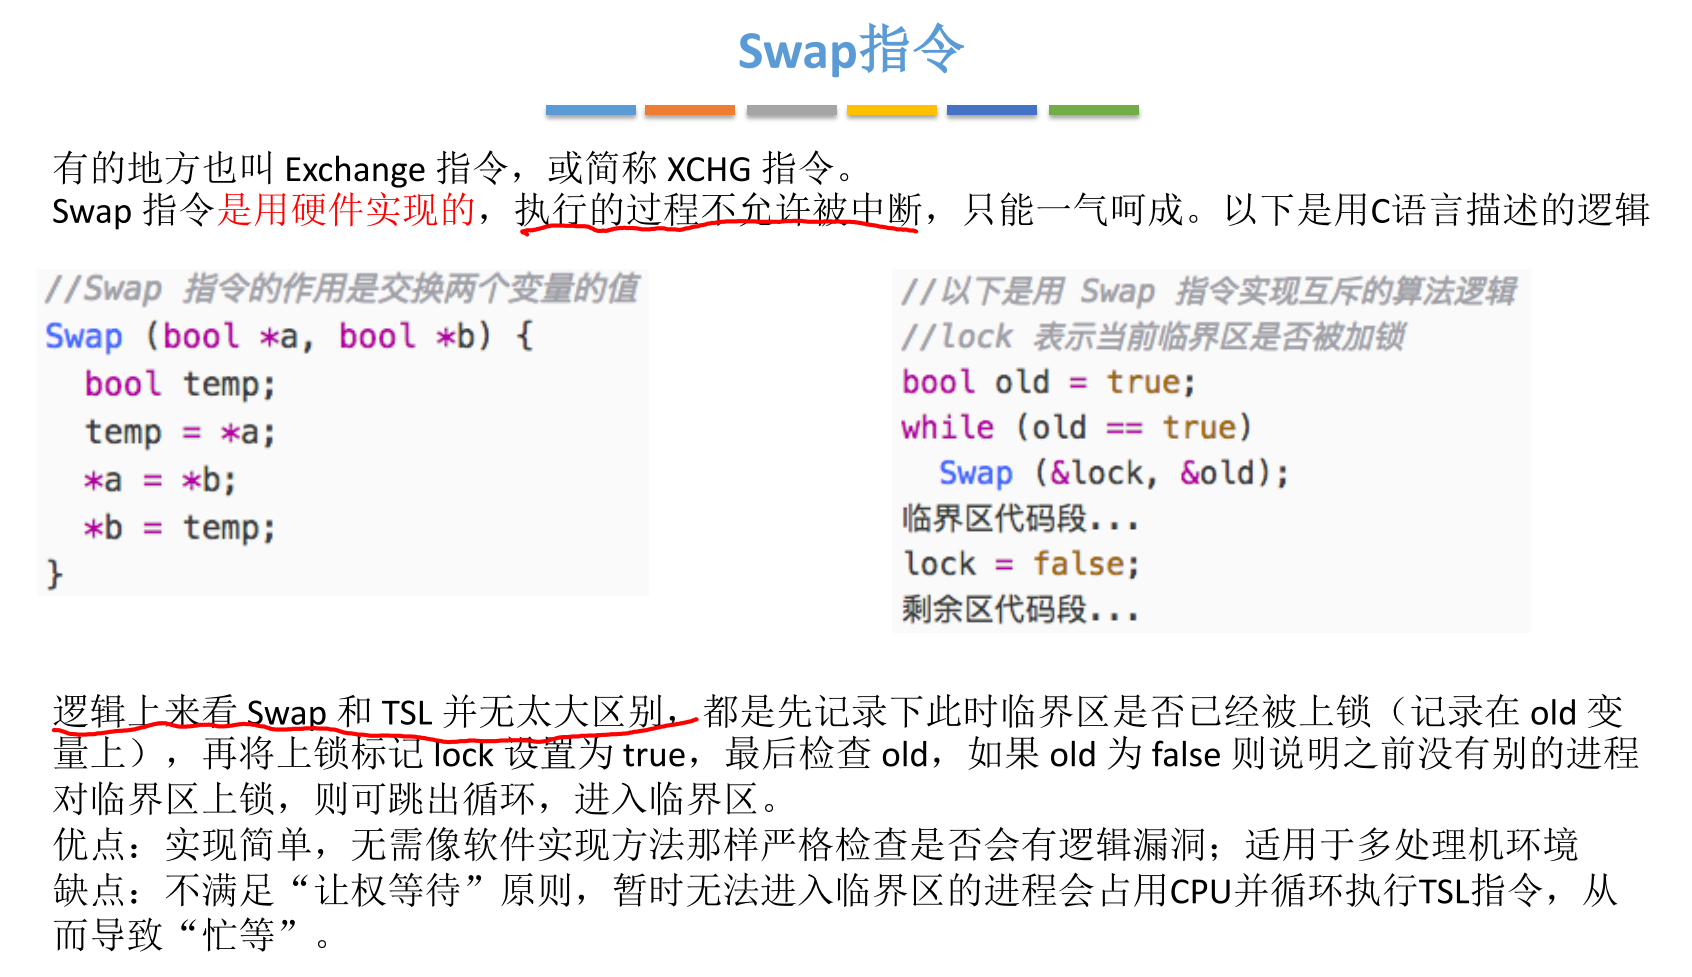 Swap指令
有的地方也叫 Exchange 指令，或简称 XCHG 指令。
Swap 指令是用硬件实现的，执行的过程不允许被中断，只能一气呵成。以下是用C语言描述的逻辑
//Swap 指令的作用是交换两个变量的值
Swap (bool *a, bool *b) {
  bool temp;
  temp = *a;
  *a = *b;
  *b = temp;
}
//以下是用 Swap 指令实现互斥的算法逻辑
//lock 表示当前临界区是否被加锁
bool old = true;
while (old == true)
  Swap (&lock, &old);
临界区代码段...
lock = false;
剩余区代码段...
逻辑上来看 Swap 和 TSL 并无太大区别，都是先记录下此时临界区是否已经被上锁（记录在 old 变
量上），再将上锁标记 lock 设置为 true，最后检查 old，如果 old 为 false 则说明之前没有别的进程
对临界区上锁，则可跳出循环，进入临界区。
优点：实现简单，无需像软件实现方法那样严格检查是否会有逻辑漏洞；适用于多处理机环境
缺点：不满足“让权等待”原则，暂时无法进入临界区的进程会占用CPU并循环执行TSL指令，从
而导致“忙等”。